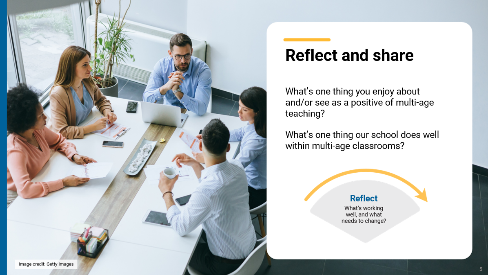 Reflect and share
What's one thing you enjoy about
and/or see as a positive of multi-age
teaching?
What's one thing our school does well
within multi-age classrooms?
Reflect
What's working
well, and what
needs to change?
Image credit: Getty Images